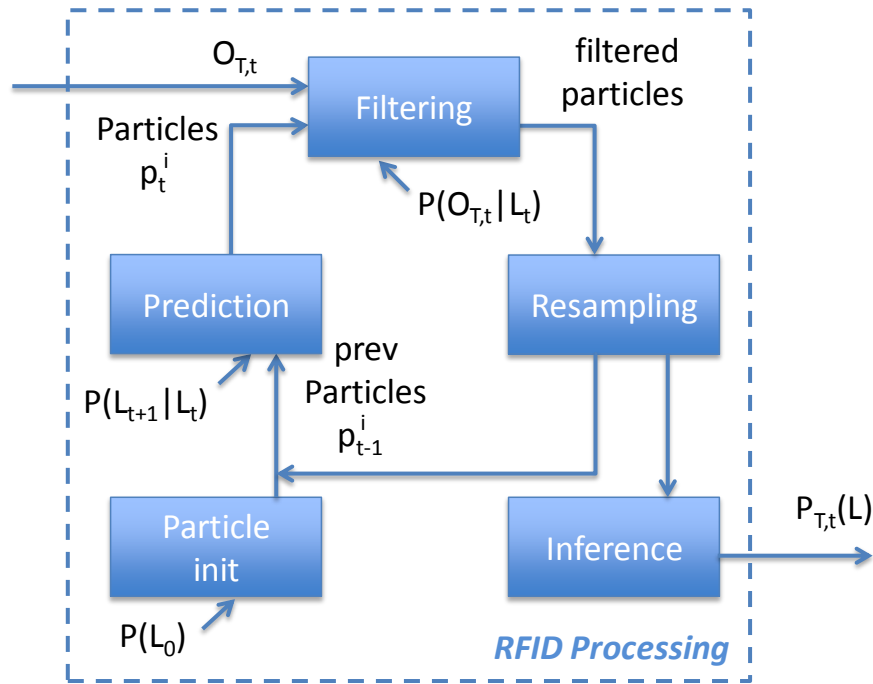 O_{T,t}
filtered
particles
Filtering
Particles
p_t^i
P(O_{T,t}|L_t)
Prediction
Resampling
prev
Particles
p_{t-1}^i
P(L_{t+1}|L_t)
Particle
init
Inference
P_{T,t}(L)
P(L_0)
RFID Processing